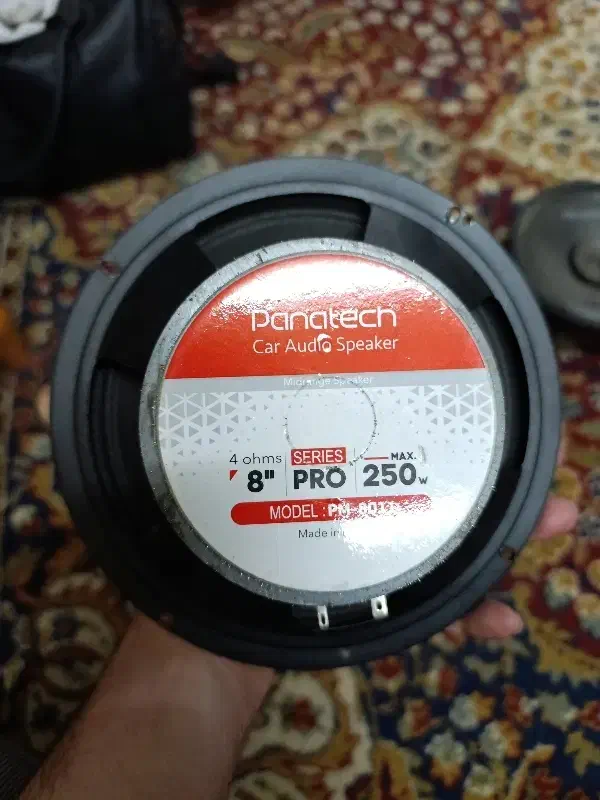 Panatech
Car Audio Speaker
Midrange Speaker
4 ohms SERIES MAX.
8" PRO 250w
MODEL :
Made in